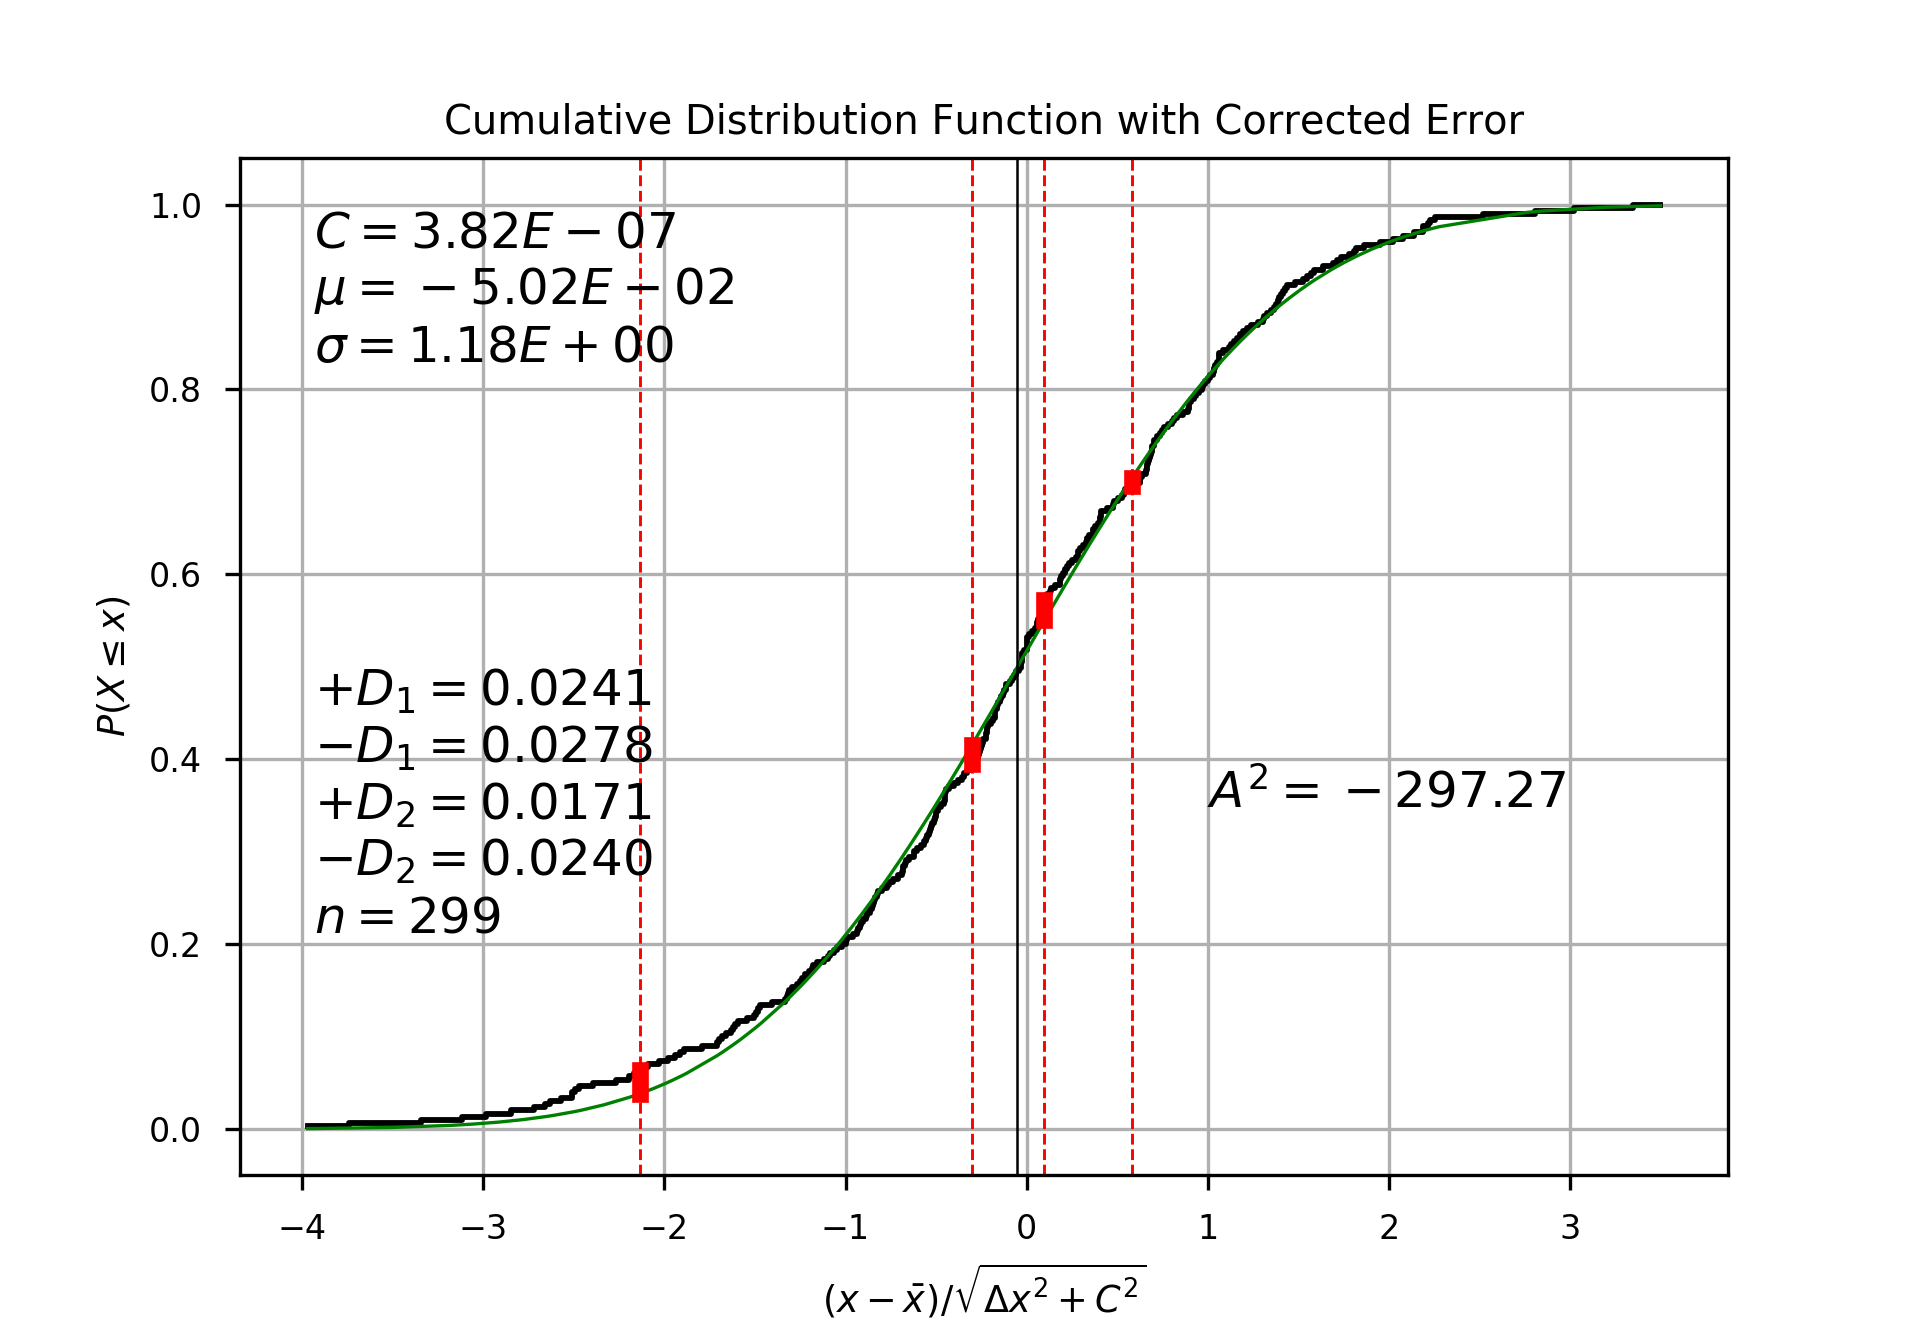 Cumulative Distribution Function with Corrected Error
1.0
0.8
0.6
0.4
0.2
0.0
P(X ≤ x)
C = 3.82E − 07
μ = − 5.02E − 02
σ = 1.18E + 00
+D₁ = 0.0241
−D₁ = 0.0278
+D₂ = 0.0171
−D₂ = 0.0240
n = 299
A² = − 297.27
−4 −3 −2 −1 0 1 2 3
(x − x̄)/√Δx² + C²